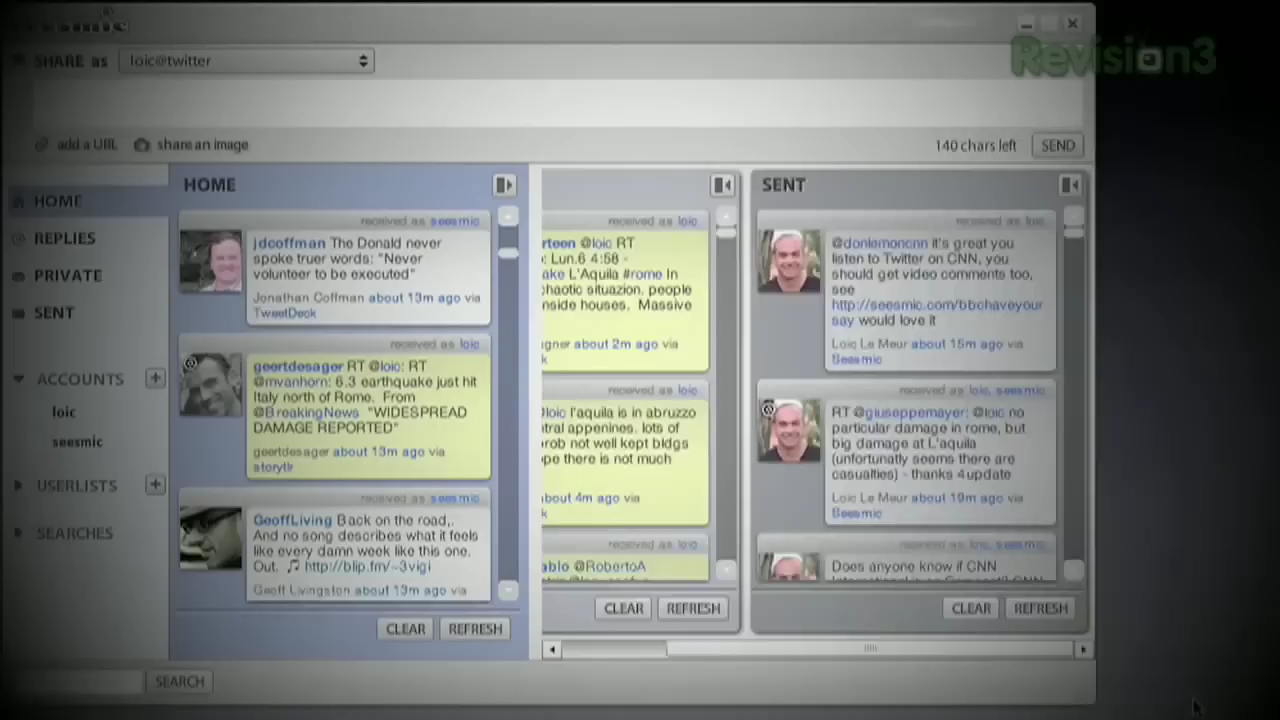 Revision3
SHARE as loic@twitter
add a URL share an image 140 chars left SEND
HOME
REPLIES
PRIVATE
SENT
ACCOUNTS +
loic
seesmic
USERLISTS +
SEARCHES
SEARCH
HOME
received as seesmic
jdcoffman The Donald never
spoke truer words: "Never
volunteer to be executed"
Jonathan Coffman about 13m ago via
TweetDeck
received as loic
geertdesager RT @loic: RT
@mvanhorn: 6.3 earthquake just hit
Italy north of Rome. From
@BreakingNews "WIDESPREAD
DAMAGE REPORTED"
geertdesager about 13m ago via
storytlr
received as seesmic
GeoffLiving Back on the road,.
And no song describes what it feels
like every damn week like this one.
Out. ♫ http://blip.fm/~3vigi
Geoff Livingston about 13m ago via
CLEAR REFRESH
received as loic
rteen @loic RT
: Lun.6 4:58 -
ake L'Aquila #rome In
chaotic situazion. people
nside houses. Massive
gner about 2m ago via
k
received as loic
loic l'aquila is in abruzzo
tral appenines. lots of
rob not well kept bldgs
pe there is not much
about 4m ago via
k
received as loic
ablo @RobertoA
CLEAR REFRESH
SENT
received as loic
@donlemoncnn it's great you
listen to Twitter on CNN, you
should get video comments too,
see
http://seesmic.com/bbchaveyour
say would love it
Loic Le Meur about 15m ago via
Seesmic
received as loic, seesmic
RT @giuseppemayer: @loic no
particular damage in rome, but
big damage at L'aquila
(unfortunatly seems there are
casualties) - thanks 4update
Loic Le Meur about 19m ago via
Seesmic
received as loic, seesmic
Does anyone know if CNN
CLEAR REFRESH